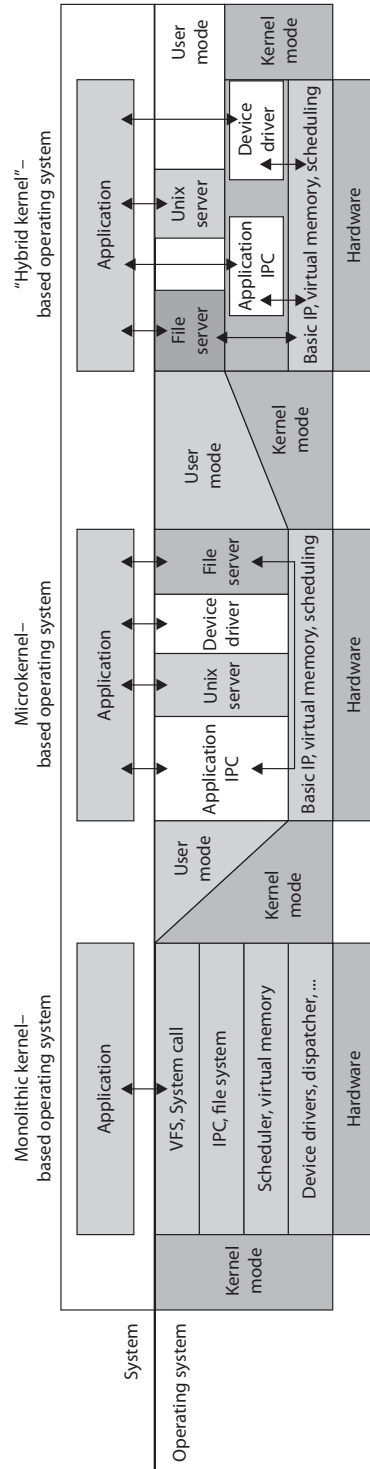 Monolithic kernel–
based operating system
Microkernel–
based operating system
“Hybrid kernel”–
based operating system
System
Application
Application
Application
Operating system
Kernel
mode
VFS, System call
IPC, file system
Scheduler, virtual memory
Device drivers, dispatcher, ...
Hardware
User
mode
Kernel
mode
Application
IPC
Unix
server
Device
driver
File
server
Basic IP, virtual memory, scheduling
Hardware
User
mode
Kernel
mode
File
server
Unix
server
Application
IPC
Device
driver
Basic IP, virtual memory, scheduling
Hardware
User
mode
Kernel
mode